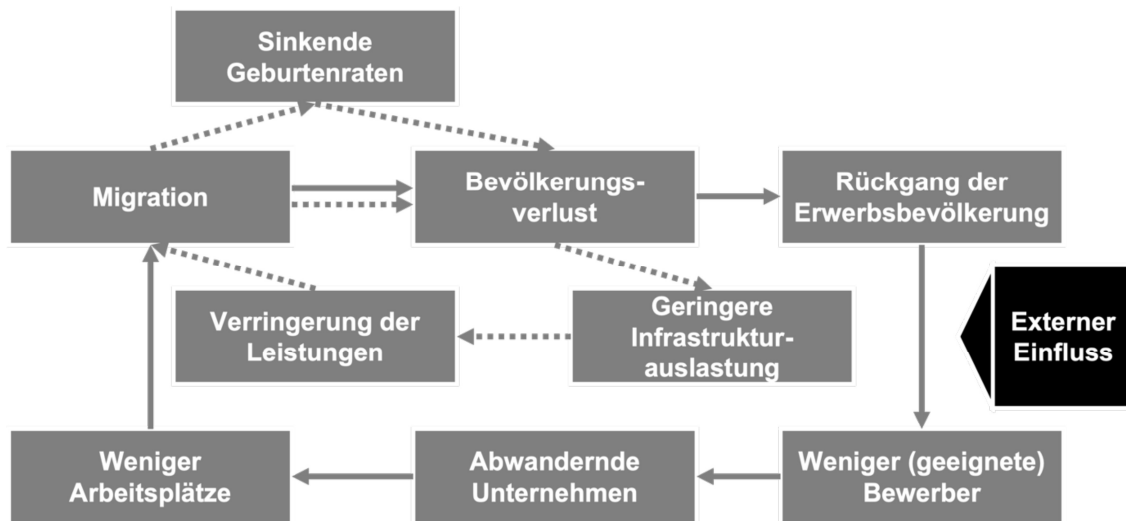 Sinkende
Geburtenraten
Migration
Bevölkerungs-
verlust
Rückgang der
Erwerbsbevölkerung
Verringerung der
Leistungen
Geringere
Infrastruktur-
auslastung
Externer
Einfluss
Weniger
Arbeitsplätze
Abwandernde
Unternehmen
Weniger (geeignete)
Bewerber